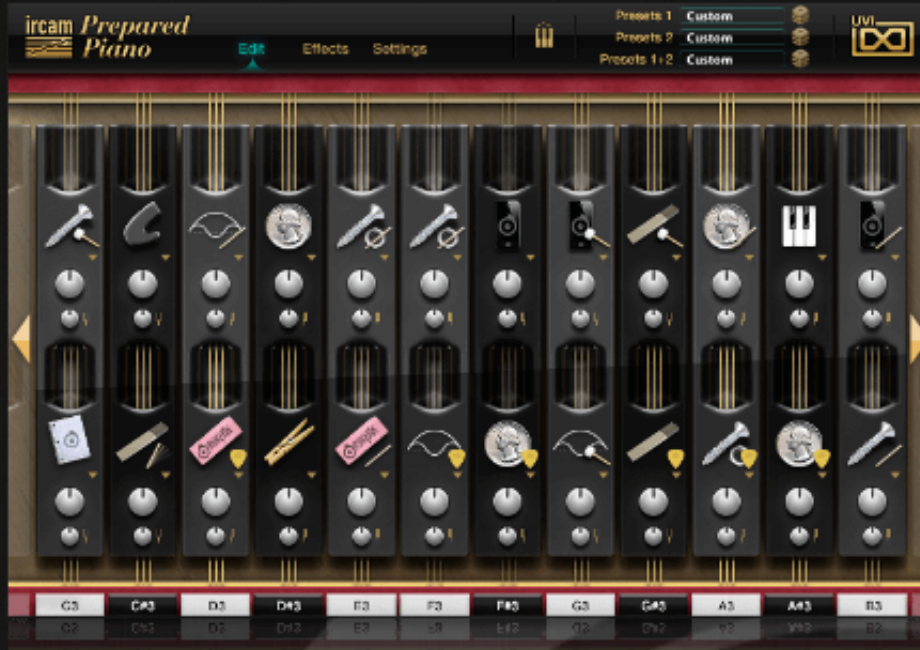 ircam Prepared
Piano
Edit Effects Settings
Presets 1 Custom
Presets 2 Custom
Presets 1+2 Custom
UVI
C3 C#3 D3 D#3 E3 F3 F#3 G3 G#3 A3 A#3 B3